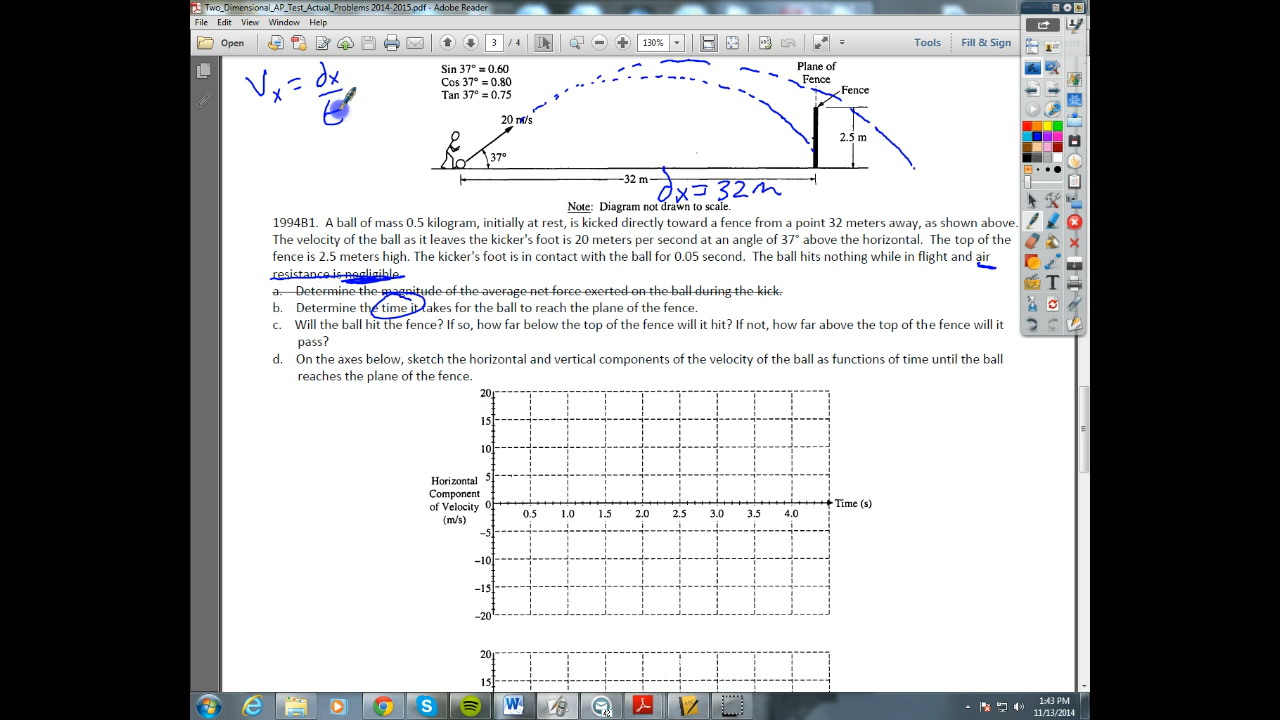 Two_Dimensional_AP_Test_Actual_Problems 2014-2015.pdf - Adobe Reader
File Edit View Window Help
Open 3 / 4 130% Tools Fill & Sign
Vx = dx
t
Sin 37° = 0.60
Cos 37° = 0.80
Tan 37° = 0.75
Plane of
Fence
Fence
20 m/s
37°
2.5 m
32 m
dx = 32 m
Note: Diagram not drawn to scale.
1994B1. A ball of mass 0.5 kilogram, initially at rest, is kicked directly toward a fence from a point 32 meters away, as shown above.
The velocity of the ball as it leaves the kicker's foot is 20 meters per second at an angle of 37° above the horizontal. The top of the
fence is 2.5 meters high. The kicker's foot is in contact with the ball for 0.05 second. The ball hits nothing while in flight and air
resistance is negligible.
a. Determine the magnitude of the average net force exerted on the ball during the kick.
b. Determine the time it takes for the ball to reach the plane of the fence.
c. Will the ball hit the fence? If so, how far below the top of the fence will it hit? If not, how far above the top of the fence will it
pass?
d. On the axes below, sketch the horizontal and vertical components of the velocity of the ball as functions of time until the ball
reaches the plane of the fence.
20
15
10
5
Horizontal
Component
of Velocity
(m/s)
0
0.5 1.0 1.5 2.0 2.5 3.0 3.5 4.0
Time (s)
-5
-10
-15
-20
20
15
1:43 PM
11/13/2014